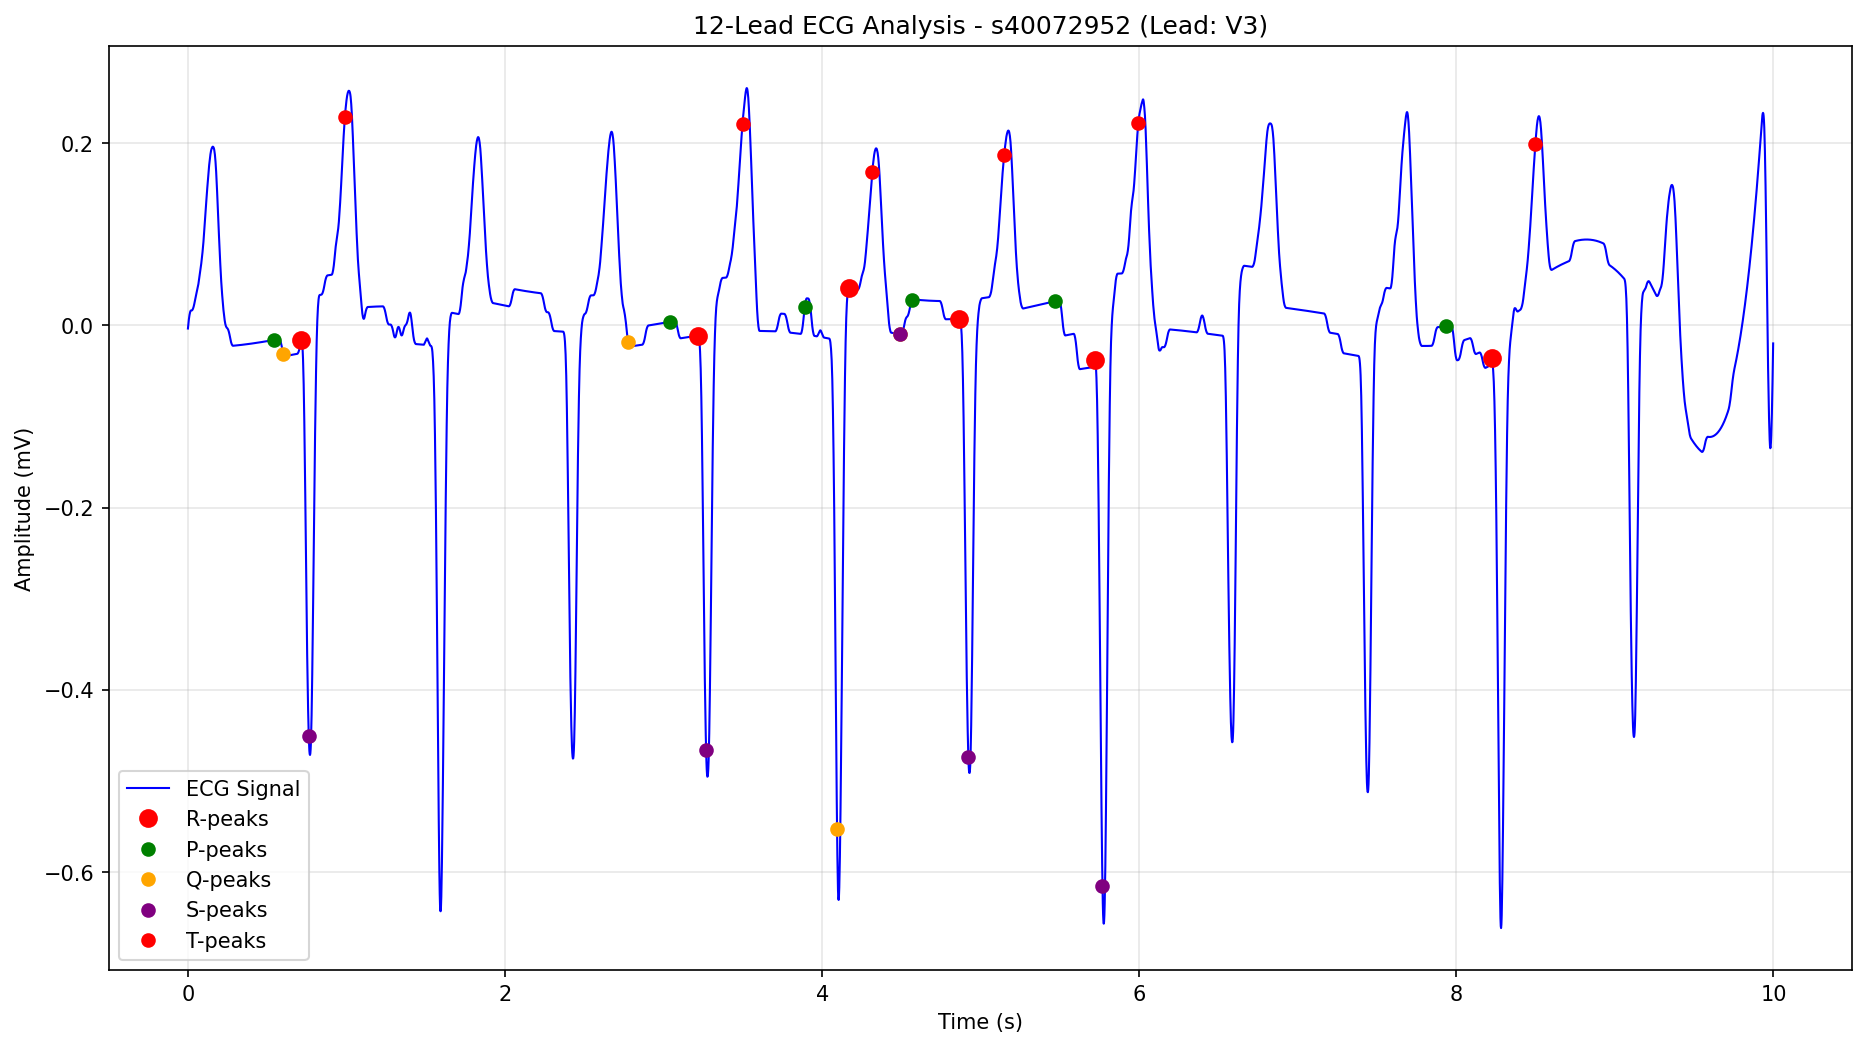 12-Lead ECG Analysis - s40072952 (Lead: V3)
Amplitude (mV)
0.2
0.0
−0.2
−0.4
−0.6
ECG Signal
R-peaks
P-peaks
Q-peaks
S-peaks
T-peaks
0 2 4 6 8 10
Time (s)